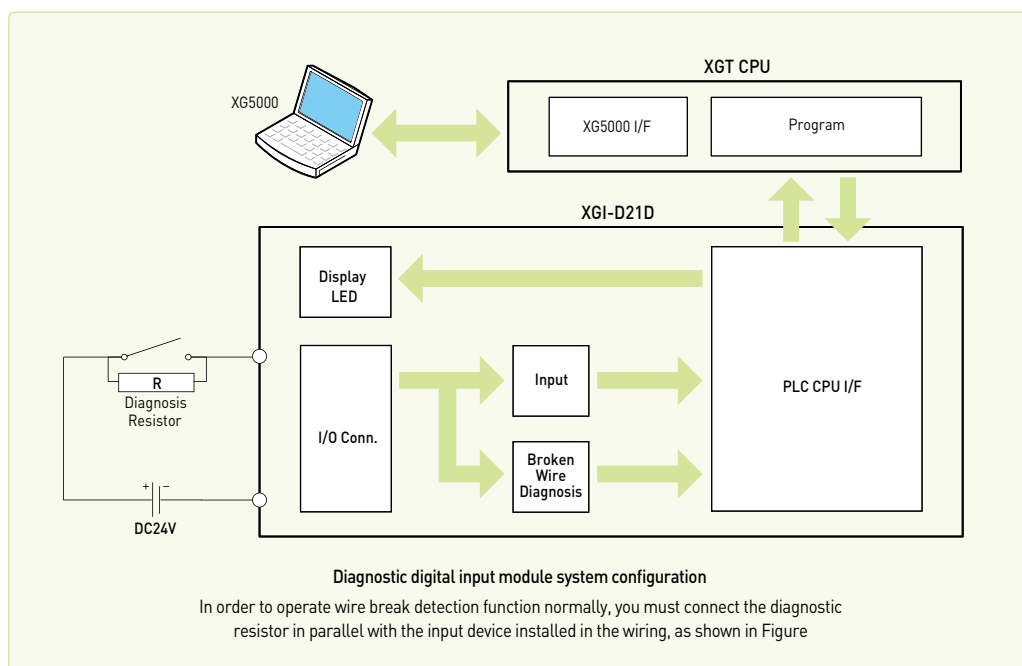 XGT CPU
XG5000
XG5000 I/F
Program
XGI-D21D
Display
LED
R
Diagnosis
Resistor
I/O Conn.
Input
Broken
Wire
Diagnosis
PLC CPU I/F
+ −
DC24V
Diagnostic digital input module system configuration
In order to operate wire break detection function normally, you must connect the diagnostic
resistor in parallel with the input device installed in the wiring, as shown in Figure